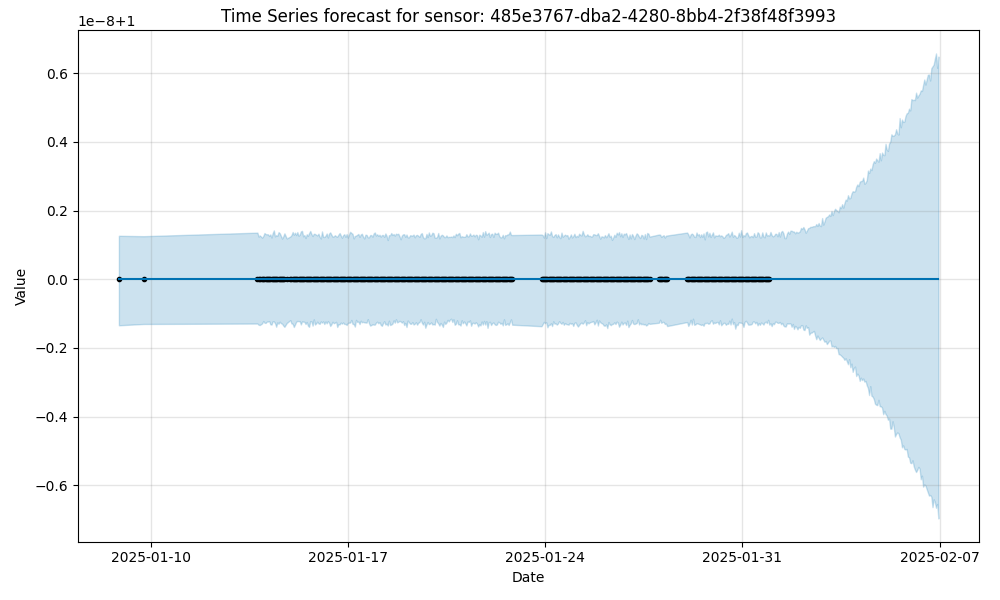 Time Series forecast for sensor: 485e3767-dba2-4280-8bb4-2f38f48f3993
1e−8+1
0.6
0.4
0.2
0.0
−0.2
−0.4
−0.6
Value
2025-01-10 2025-01-17 2025-01-24 2025-01-31 2025-02-07
Date